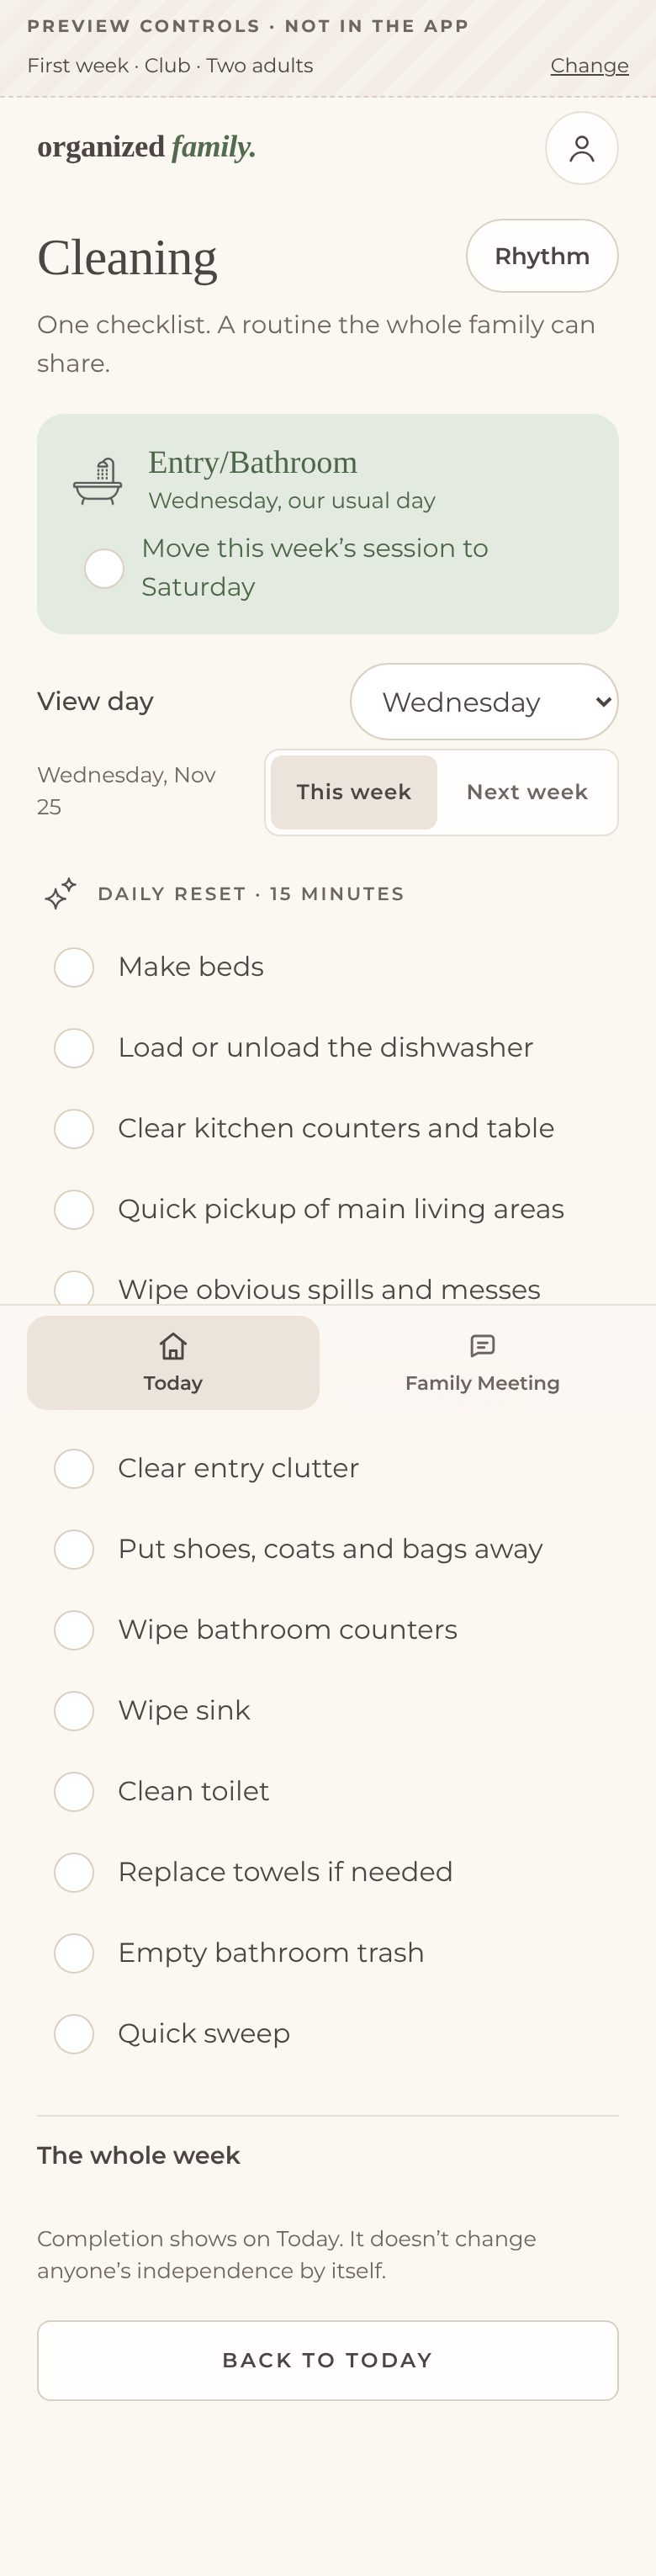 PREVIEW CONTROLS · NOT IN THE APP
First week · Club · Two adults
Change
organized family.
Cleaning
Rhythm
One checklist. A routine the whole family can
share.
Entry/Bathroom
Wednesday, our usual day
Move this week’s session to
Saturday
View day
Wednesday
Wednesday, Nov
25
This week
Next week
DAILY RESET · 15 MINUTES
Make beds
Load or unload the dishwasher
Clear kitchen counters and table
Quick pickup of main living areas
Wipe obvious spills and messes
Today
Family Meeting
Clear entry clutter
Put shoes, coats and bags away
Wipe bathroom counters
Wipe sink
Clean toilet
Replace towels if needed
Empty bathroom trash
Quick sweep
The whole week
Completion shows on Today. It doesn’t change
anyone’s independence by itself.
BACK TO TODAY